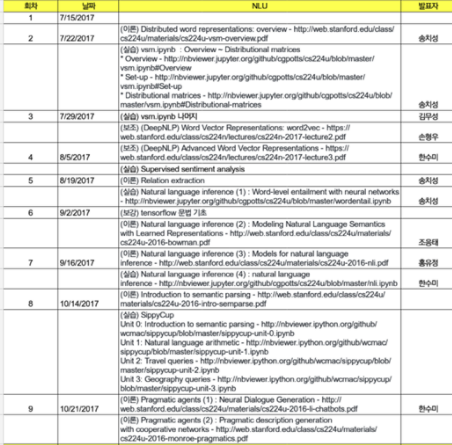 회차 날짜 NLU 발표자
1 7/15/2017
(이론) Distributed word representations: overview - http://web.stanford.edu/class/
2 7/22/2017 cs224u/materials/cs224u-vsm-overview.pdf 송치성
(실습) vsm.ipynb : Overview ~ Distributional matrices
* Overview - http://nbviewer.jupyter.org/github/cgpotts/cs224u/blob/master/
vsm.ipynb#Overview
* Set-up - http://nbviewer.jupyter.org/github/cgpotts/cs224u/blob/master/
vsm.ipynb#Set-up
* Distributional matrices - http://nbviewer.jupyter.org/github/cgpotts/cs224u/blob/
master/vsm.ipynb#Distributional-matrices 송치성
3 7/29/2017 (실습) vsm.ipynb 나머지 김무성
(보조) (DeepNLP) Word Vector Representations: word2vec - https://
web.stanford.edu/class/cs224n/lectures/cs224n-2017-lecture2.pdf 손형우
(보조) (DeepNLP) Advanced Word Vector Representations - https://
4 8/5/2017 web.stanford.edu/class/cs224n/lectures/cs224n-2017-lecture3.pdf 한수미
(실습) Supervised sentiment analysis
5 8/19/2017 (이론) Relation extraction 송치성
(실습) Natural language inference (1) : Word-level entailment with neural networks
- http://nbviewer.jupyter.org/github/cgpotts/cs224u/blob/master/wordentail.ipynb 송치성
6 9/2/2017 (보강) tensorflow 문법 기초
(이론) Natural language inference (2) : Modeling Natural Language Semantics
with Learned Representations - http://web.stanford.edu/class/cs224u/materials/
cs224u-2016-bowman.pdf 조용태
(이론) Natural language inference (3) : Models for natural language
7 9/16/2017 inference - http://web.stanford.edu/class/cs224u/materials/cs224u-2016-nli.pdf 홍유정
(실습) Natural language inference (4) : natural language
inference - http://nbviewer.jupyter.org/github/cgpotts/cs224u/blob/master/nli.ipynb 한수미
(이론) Introduction to semantic parsing - http://web.stanford.edu/class/cs224u/
8 10/14/2017 materials/cs224u-2016-intro-semparse.pdf
(실습) SippyCup
Unit 0: Introduction to semantic parsing - http://nbviewer.ipython.org/github/
wcmac/sippycup/blob/master/sippycup-unit-0.ipynb
Unit 1: Natural language arithmetic - http://nbviewer.ipython.org/github/wcmac/
sippycup/blob/master/sippycup-unit-1.ipynb
Unit 2: Travel queries - http://nbviewer.ipython.org/github/wcmac/sippycup/blob/
master/sippycup-unit-2.ipynb
Unit 3: Geography queries - http://nbviewer.ipython.org/github/wcmac/sippycup/
blob/master/sippycup-unit-3.ipynb
(이론) Pragmatic agents (1) : Neural Dialogue Generation - http://
9 10/21/2017 web.stanford.edu/class/cs224u/materials/cs224u-2016-li-chatbots.pdf 한수미
(이론) Pragmatic agents (2) : Pragmatic description generation
with cooperative networks - http://web.stanford.edu/class/cs224u/materials/
cs224u-2016-monroe-pragmatics.pdf